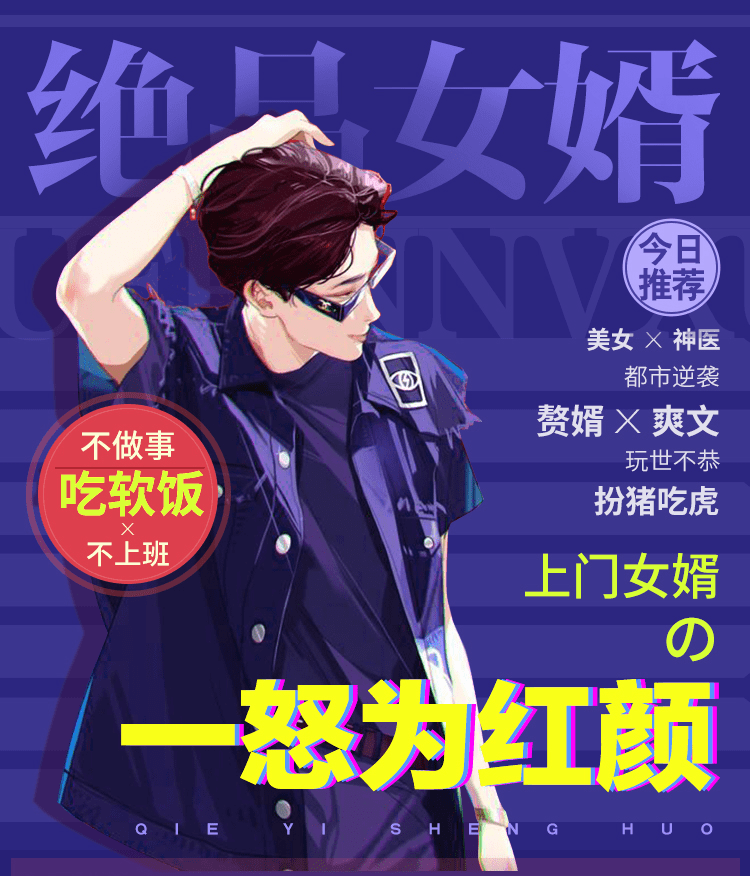 绝品女婿
今日
推荐
美女 × 神医
都市逆袭
赘婿 × 爽文
玩世不恭
扮猪吃虎
不做事
吃软饭
×
不上班
上门女婿
の
一怒为红颜
QIE YI SHENG HUO